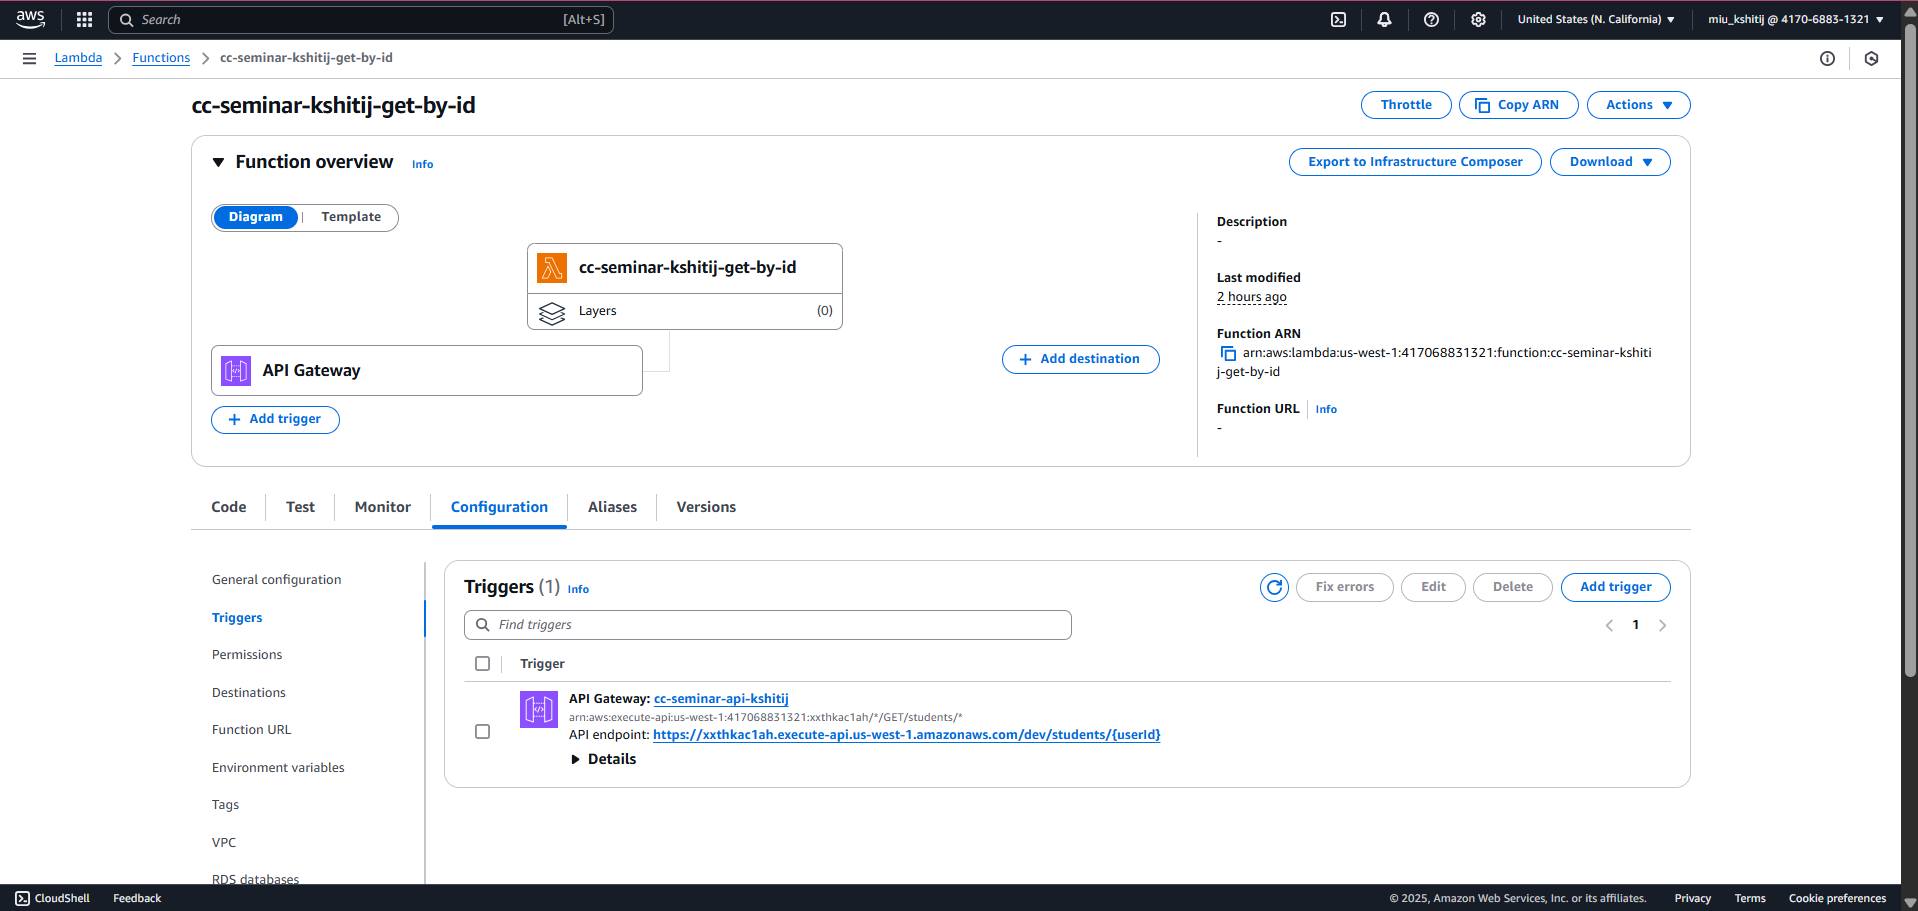 aws
Search [Alt+S]
United States (N. California)
miu_kshitij @ 4170-6883-1321
Lambda
Functions
cc-seminar-kshitij-get-by-id
cc-seminar-kshitij-get-by-id
Throttle
Copy ARN
Actions
Function overview Info
Export to Infrastructure Composer
Download
Diagram
Template
cc-seminar-kshitij-get-by-id
Layers (0)
API Gateway
Add trigger
Add destination
Description
-
Last modified
2 hours ago
Function ARN
arn:aws:lambda:us-west-1:417068831321:function:cc-seminar-kshiti
j-get-by-id
Function URL Info
-
Code
Test
Monitor
Configuration
Aliases
Versions
General configuration
Triggers
Permissions
Destinations
Function URL
Environment variables
Tags
VPC
RDS databases
Triggers (1) Info
Fix errors
Edit
Delete
Add trigger
Find triggers
1
Trigger
API Gateway: cc-seminar-api-kshitij
arn:aws:execute-api:us-west-1:417068831321:xxthkac1ah/*/GET/students/*
API endpoint: https://xxthkac1ah.execute-api.us-west-1.amazonaws.com/dev/students/{userId}
Details
CloudShell
Feedback
© 2025, Amazon Web Services, Inc. or its affiliates.
Privacy
Terms
Cookie preferences